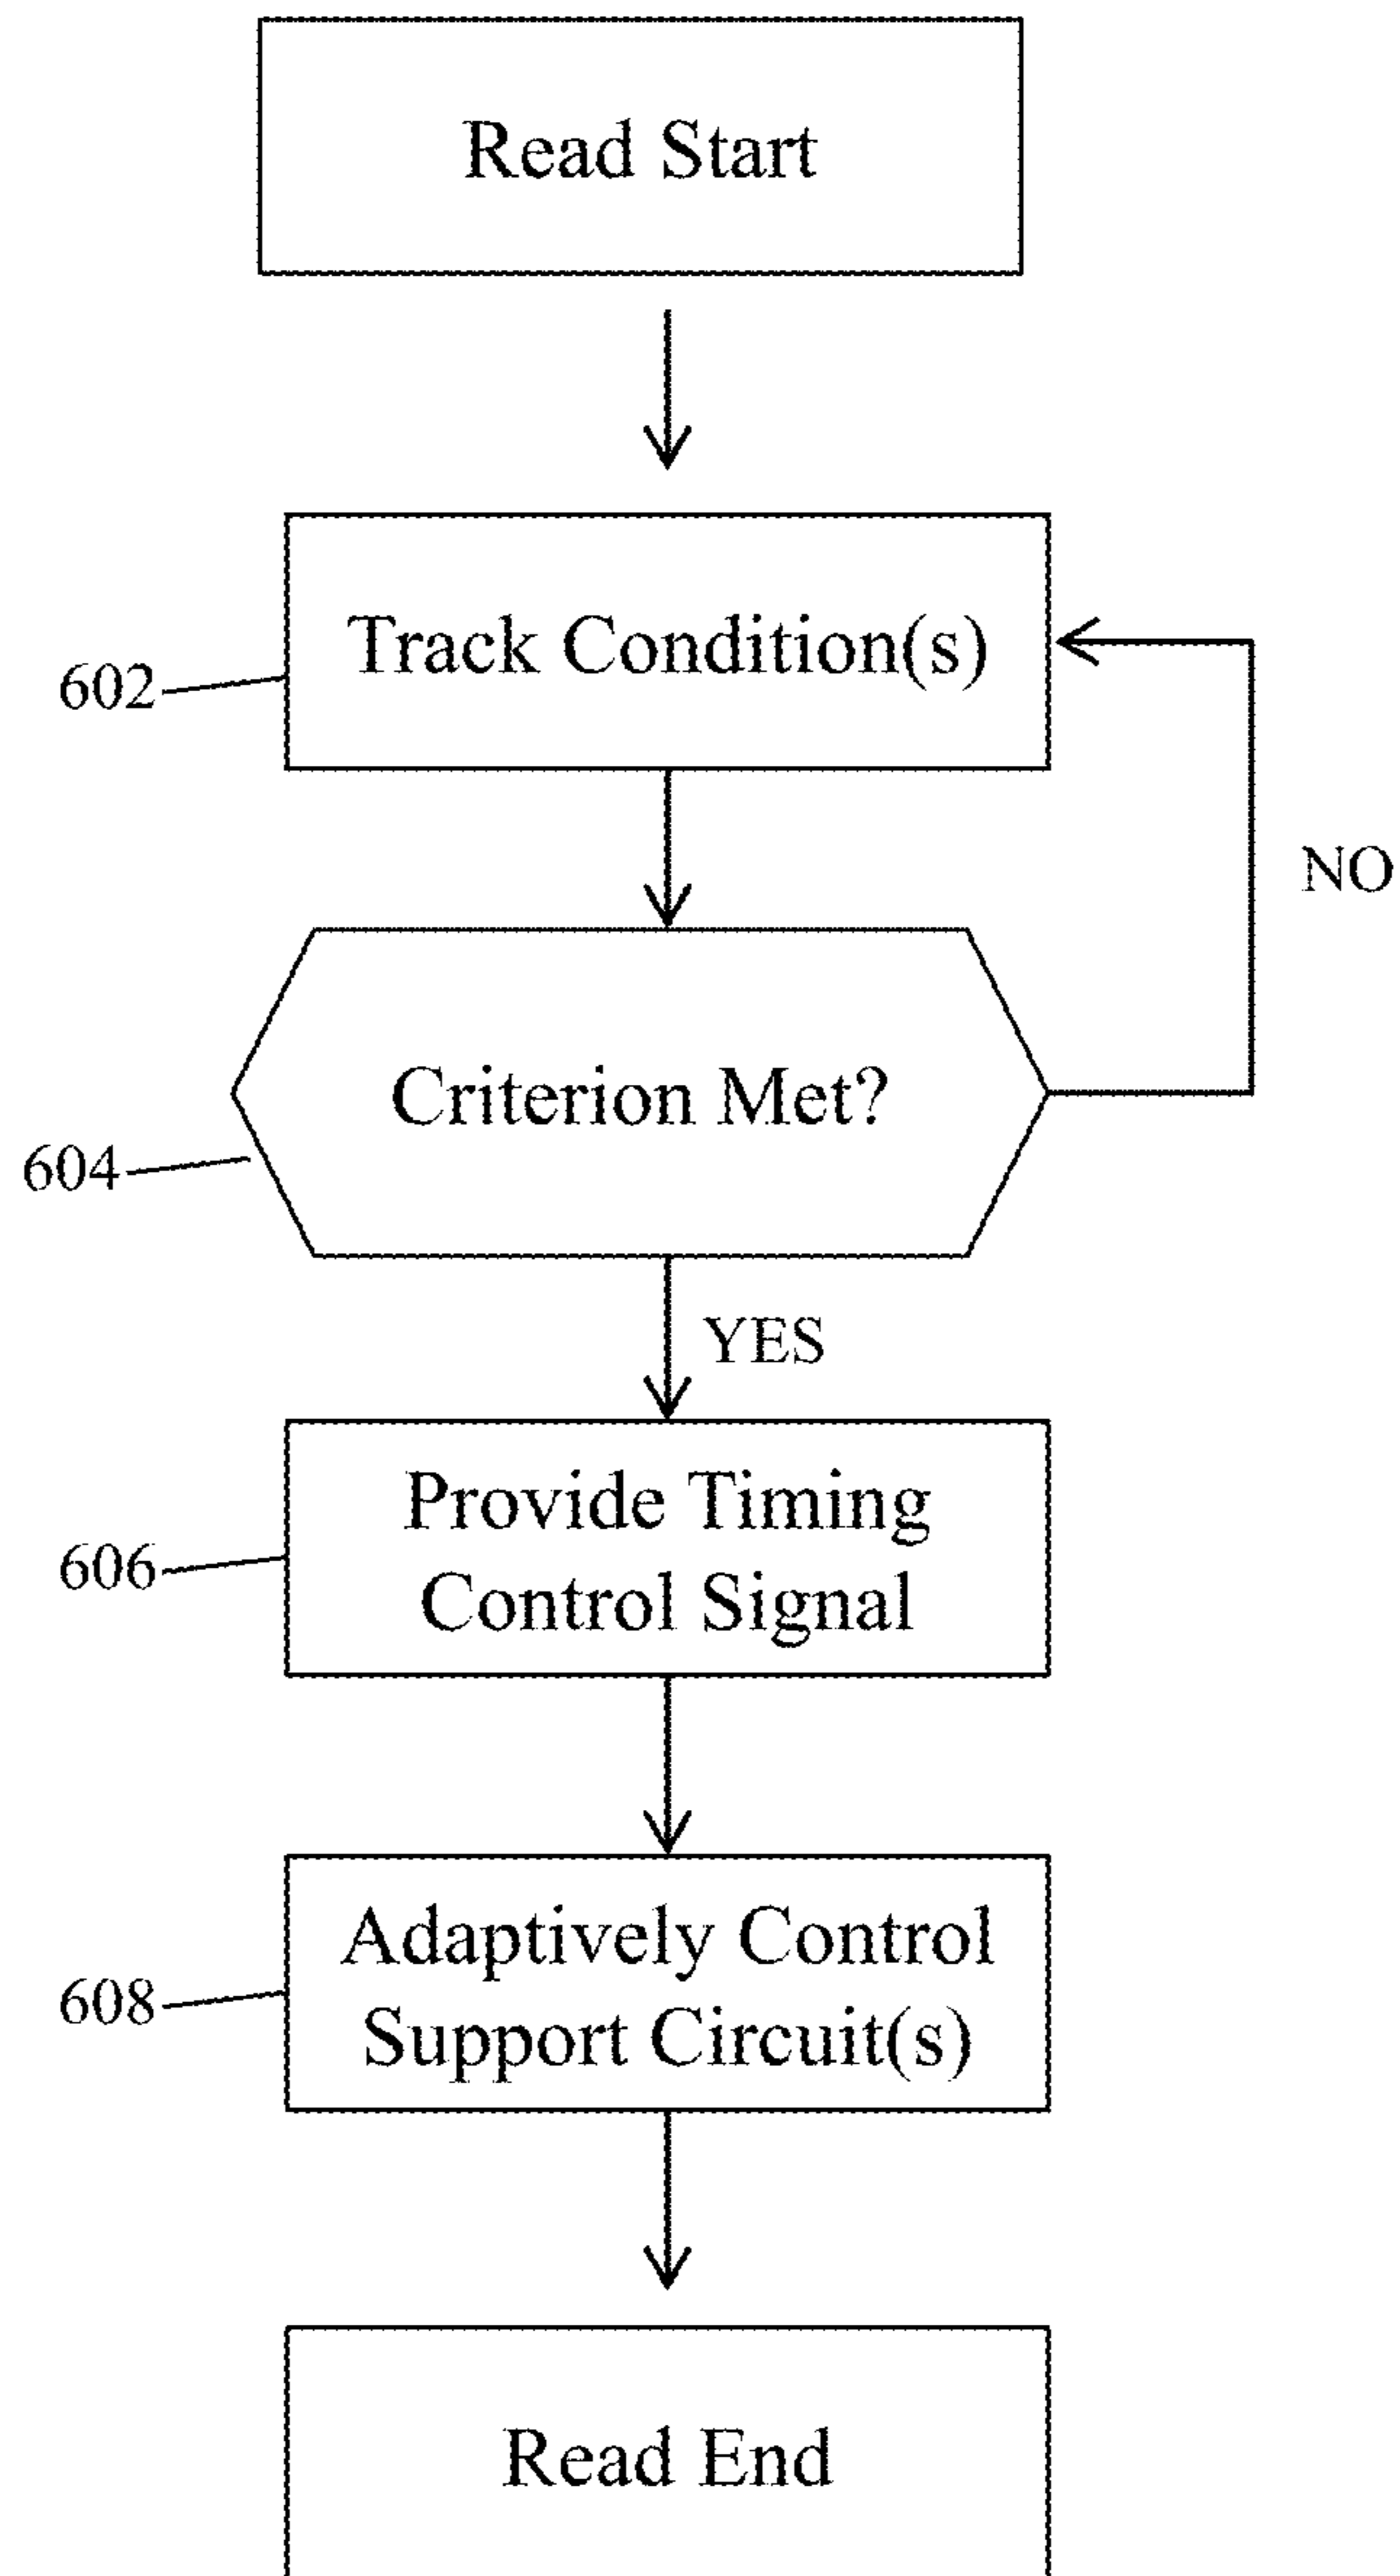 Read Start
Track Condition(s)
602
NO
Criterion Met?
604
YES
Provide Timing
Control Signal
606
Adaptively Control
Support Circuit(s)
608
Read End